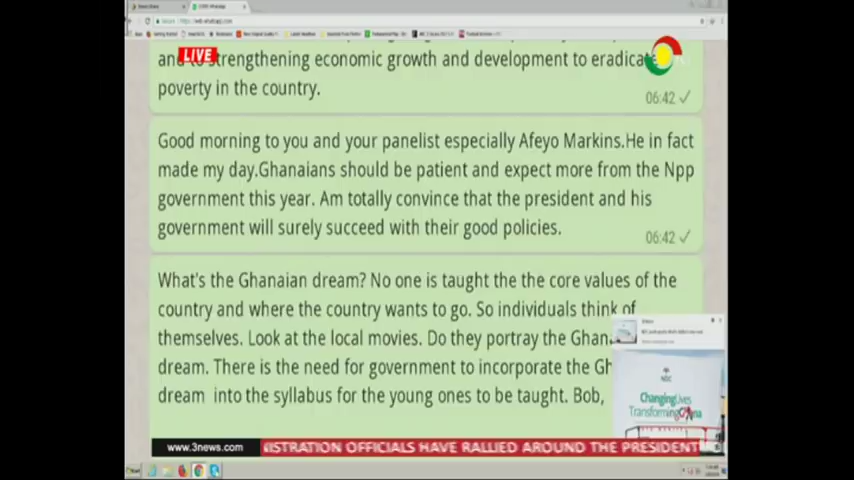 LIVE
and to strengthening economic growth and development to eradicate
poverty in the country.
06:42
Good morning to you and your panelist especially Afeyo Markins.He in fact
made my day.Ghanaians should be patient and expect more from the Npp
government this year. Am totally convince that the president and his
government will surely succeed with their good policies.
06:42
What's the Ghanaian dream? No one is taught the the core values of the
country and where the country wants to go. So individuals think of
themselves. Look at the local movies. Do they portray the Ghan
dream. There is the need for government to incorporate the Gh
dream into the syllabus for the young ones to be taught. Bob,
NDC
ChangingLives
TransformingGhana
www.3news.com
ISTRATION OFFICIALS HAVE RALLIED AROUND THE PRESIDENT